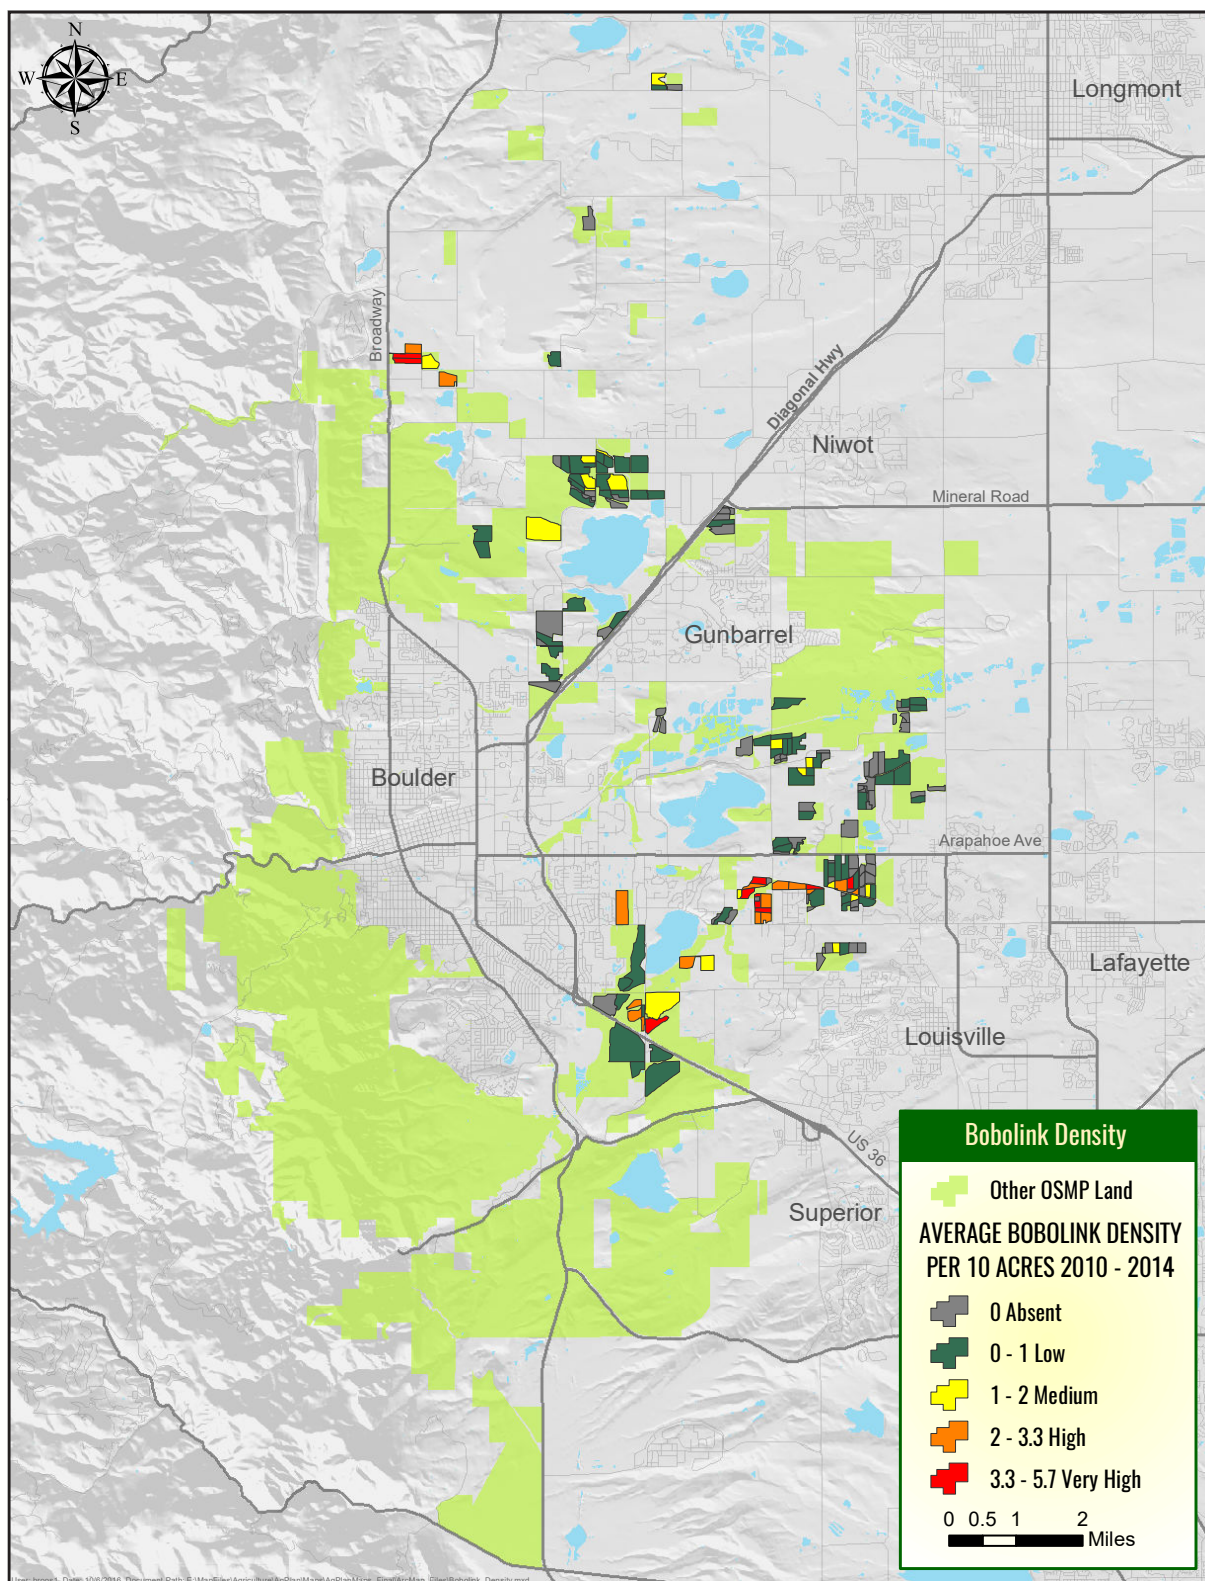 N
W E
S
Longmont
Broadway
Diagonal Hwy
Niwot
Mineral Road
Gunbarrel
Boulder
Arapahoe Ave
Lafayette
Louisville
US 36
Superior
Bobolink Density
Other OSMP Land
AVERAGE BOBOLINK DENSITY
PER 10 ACRES 2010 - 2014
0 Absent
0 - 1 Low
1 - 2 Medium
2 - 3.3 High
3.3 - 5.7 Very High
0 0.5 1 2
Miles